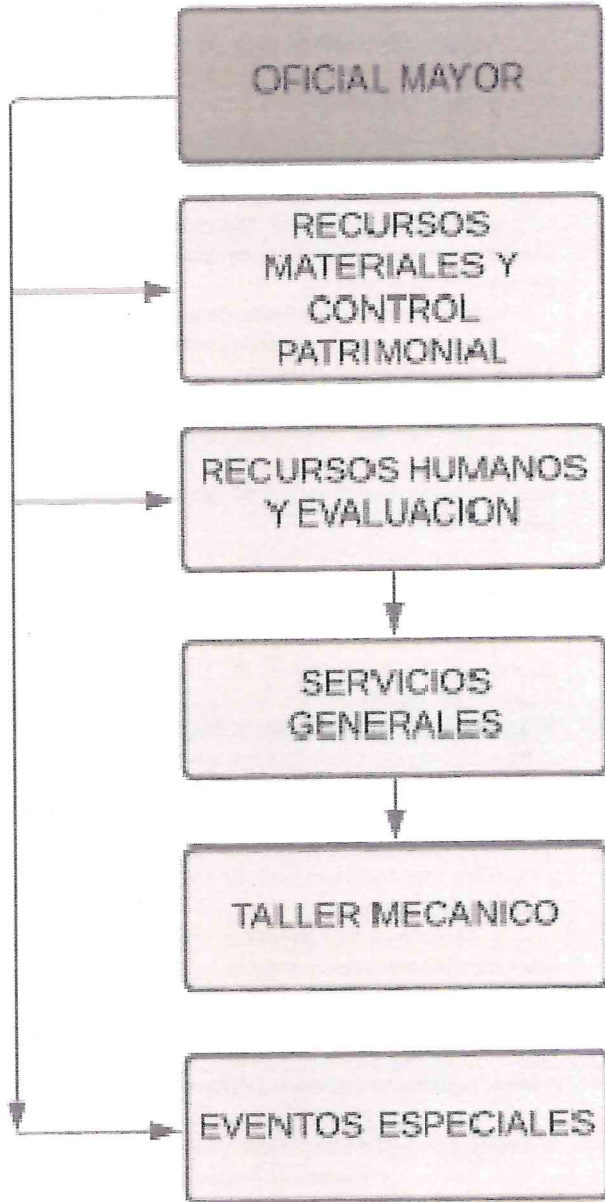 OFICIAL MAYOR
RECURSOS
MATERIALES Y
CONTROL
PATRIMONIAL
RECURSOS HUMANOS
Y EVALUACION
SERVICIOS
GENERALES
TALLER MECANICO
EVENTOS ESPECIALES